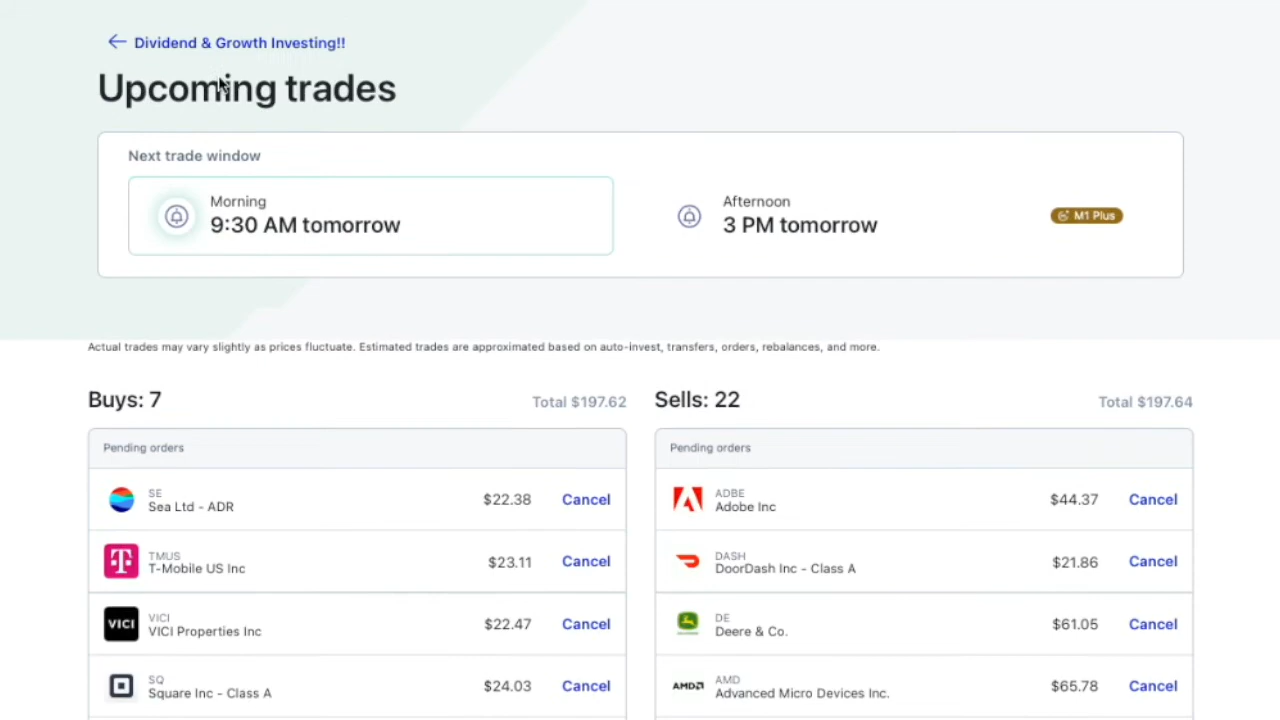 Dividend & Growth Investing!!
Upcoming trades
Next trade window
Morning
9:30 AM tomorrow
Afternoon
3 PM tomorrow
M1 Plus
Actual trades may vary slightly as prices fluctuate. Estimated trades are approximated based on auto-invest, transfers, orders, rebalances, and more.
Buys: 7
Total $197.62
Pending orders
SE
Sea Ltd - ADR
$22.38
Cancel
TMUS
T-Mobile US Inc
$23.11
Cancel
VICI
VICI
VICI Properties Inc
$22.47
Cancel
SQ
Square Inc - Class A
$24.03
Cancel
Sells: 22
Total $197.64
Pending orders
ADBE
Adobe Inc
$44.37
Cancel
DASH
DoorDash Inc - Class A
$21.86
Cancel
DE
Deere & Co.
$61.05
Cancel
AMD
AMD
Advanced Micro Devices Inc.
$65.78
Cancel